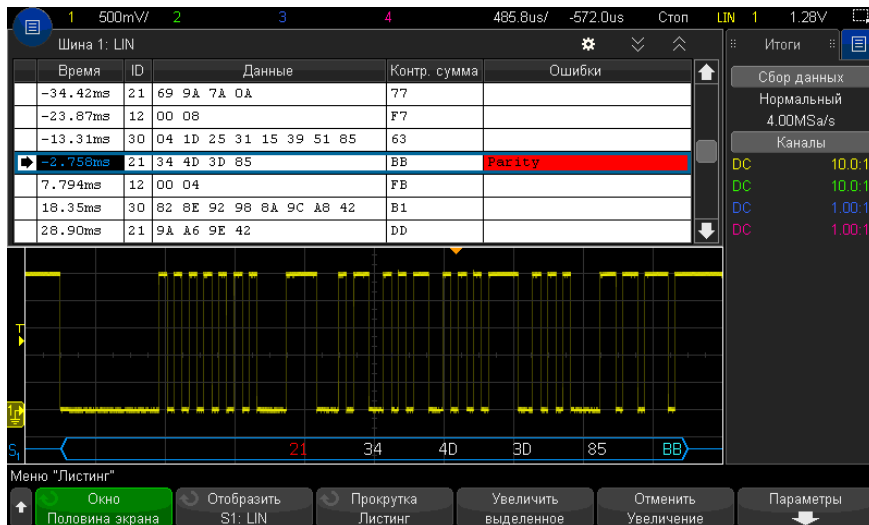 1 500mV/ 2 3 4 485.8us/ -572.0us Стоп LIN 1 1.28V
Шина 1: LIN
Время ID Данные Контр. сумма Ошибки
-34.42ms 21 69 9A 7A 0A 77
-23.87ms 12 00 08 F7
-13.31ms 30 04 1D 25 31 15 39 51 85 63
-2.758ms 21 34 4D 3D 85 BB Parity
7.794ms 12 00 04 FB
18.35ms 30 82 8E 92 98 8A 9C A8 42 B1
28.90ms 21 9A A6 9E 42 DD
Итоги
Сбор данных
Нормальный
4.00MSa/s
Каналы
DC 10.0:1
DC 10.0:1
DC 1.00:1
DC 1.00:1
T
1
S1 21 34 4D 3D 85 BB
Меню "Листинг"
Окно
Половина экрана
Отобразить
S1: LIN
Прокрутка
Листинг
Увеличить
выделенное
Отменить
Увеличение
Параметры